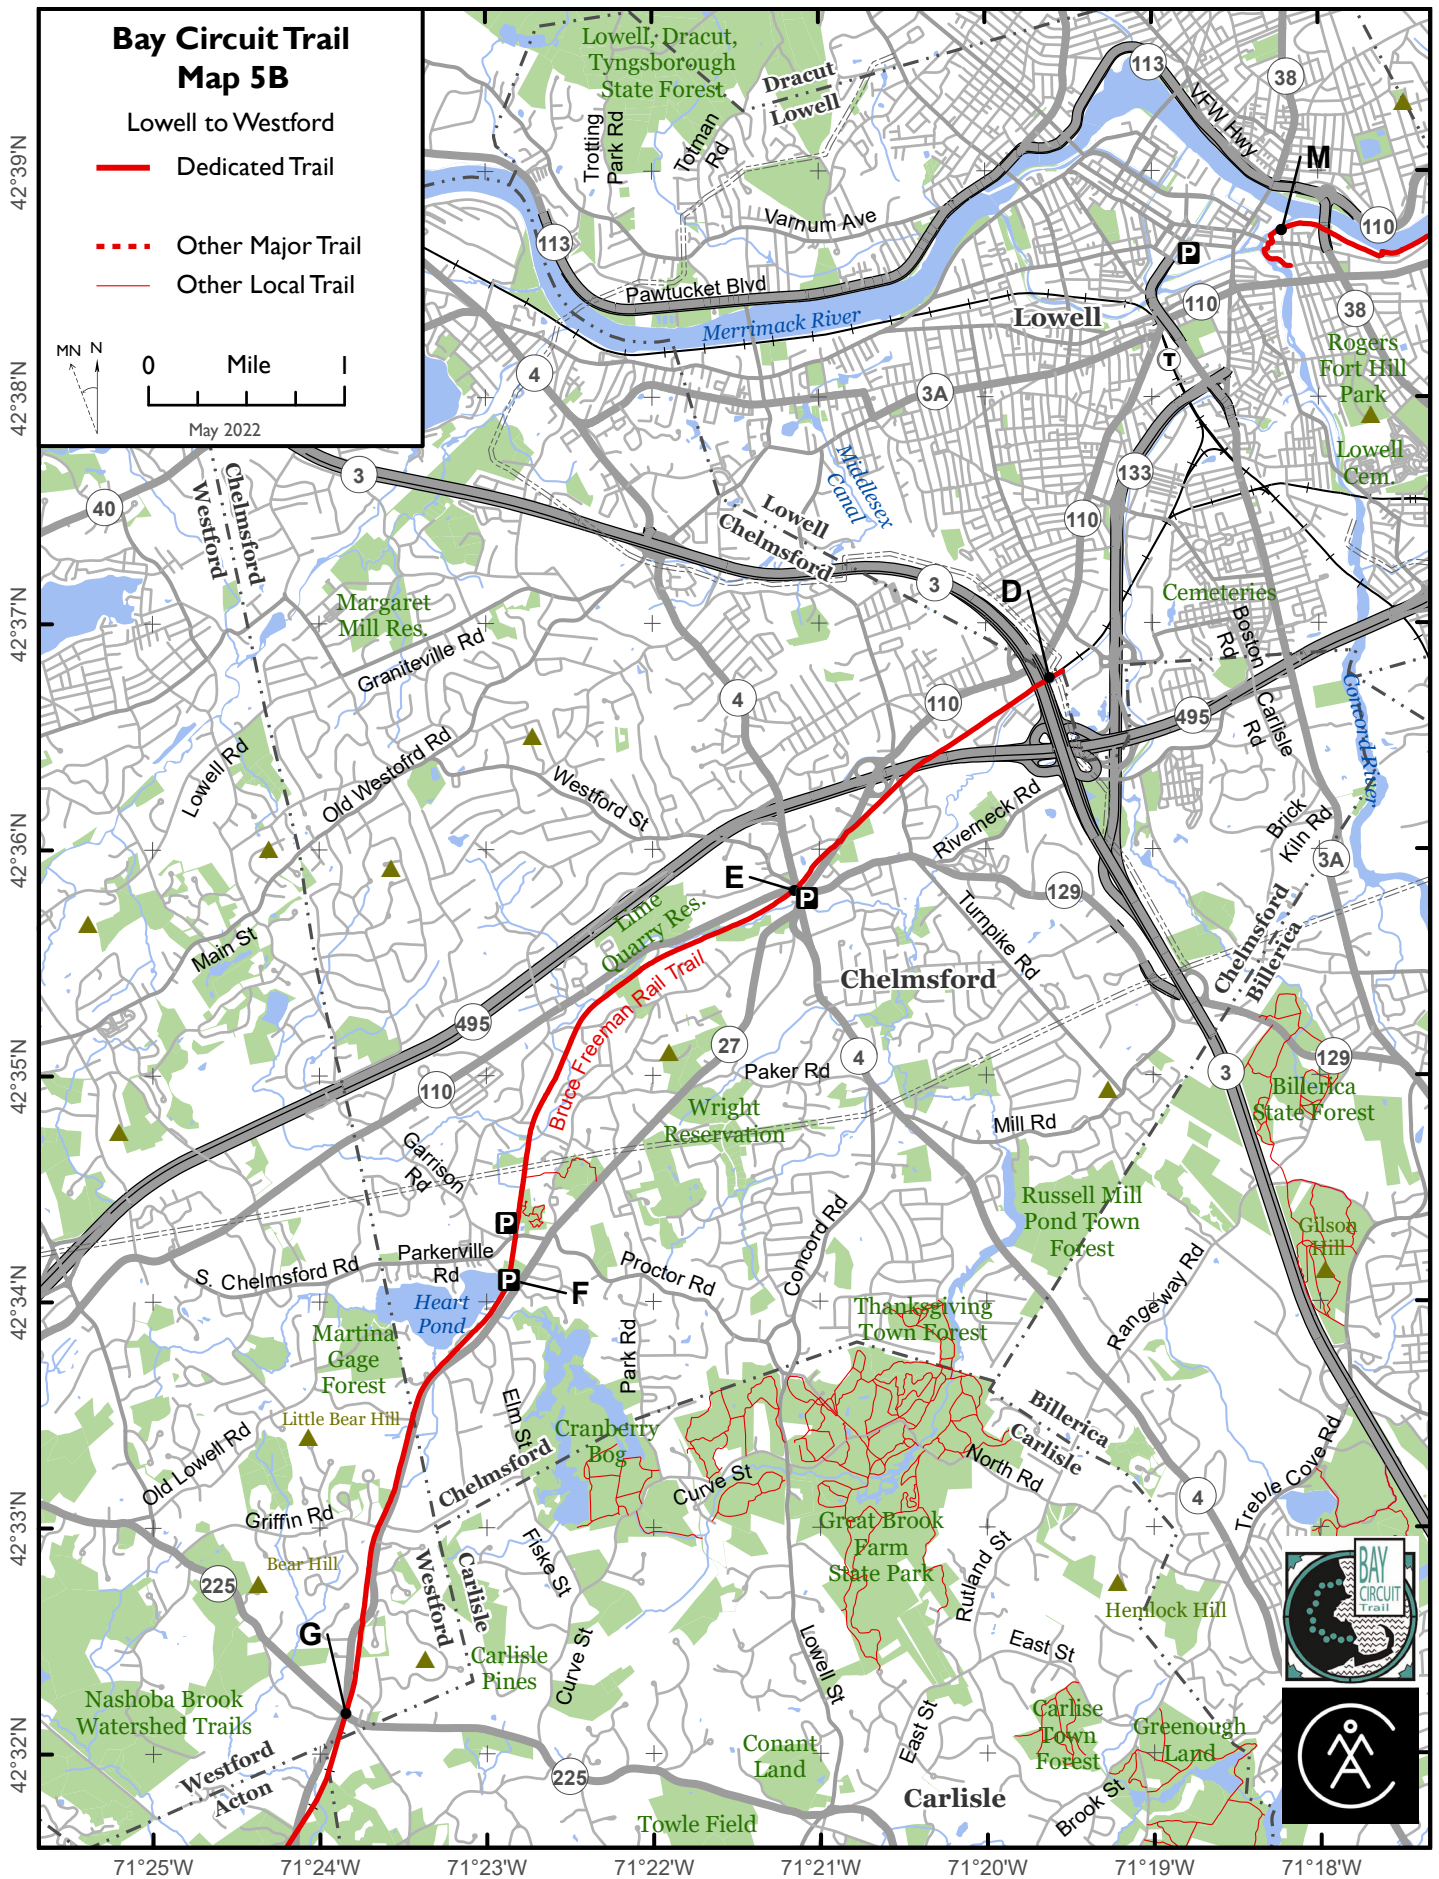 Bay Circuit Trail
Map 5B
Lowell to Westford
Dedicated Trail
Other Major Trail
Other Local Trail
MN N
0 Mile 1
May 2022
Lowell, Dracut,
Tyngsborough
State Forest.
Dracut
Lowell
Trotting
Park Rd
Totman
Rd
113
38
VFW Hwy
M
Varnum Ave
113
110
P
Pawtucket Blvd
Merrimack River
Lowell
110
38
T
Rogers
Fort Hill
Park
4
3A
Lowell
Cem.
Middlesex
Canal
133
3
40
Chelmsford
Westford
110
Lowell
Chelmsford
3
D
Margaret
Mill Res.
Cemeteries
Boston
Rd
Graniteville Rd
Concord River
4
110
495
Carlisle
Rd
Lowell Rd
Old Westofrd Rd
Westford St
Riverneck Rd
Brick
Kiln Rd
3A
E
P
129
Lime
Quarry Res.
Turnpike Rd
Main St
Chelmsford
Billerica
Chelmsford
Bruce Freeman Rail Trail
495
27
4
3
129
Paker Rd
110
Wright
Reservation
Billerica
State Forest
Mill Rd
Garrison
Rd
Russell Mill
Pond Town
Forest
Concord Rd
Gilson
Hill
P
Parkerville
Rd
S. Chelmsford Rd
Proctor Rd
Rangeway Rd
P
F
Heart
Pond
Thanksgiving
Town Forest
Martina
Gage
Forest
Park Rd
Elm St
Little Bear Hill
Cranberry
Bog
Billerica
Carlisle
Old Lowell Rd
Chelmsford
Curve St
North Rd
Treble Cove Rd
4
Griffin Rd
Great Brook
Farm
State Park
Fiske St
Bear Hill
225
Westford
Carlisle
Rutland St
Hemlock Hill
BAY
CIRCUIT
Trail
G
Carlisle
Pines
Curve St
Lowell St
East St
Nashoba Brook
Watershed Trails
Carlise
Town
Forest
Greenough
Land
East St
Conant
Land
Westford
Acton
225
Carlisle
Brook St
Towle Field
42°39'N
42°38'N
42°37'N
42°36'N
42°35'N
42°34'N
42°33'N
42°32'N
71°25'W
71°24'W
71°23'W
71°22'W
71°21'W
71°20'W
71°19'W
71°18'W